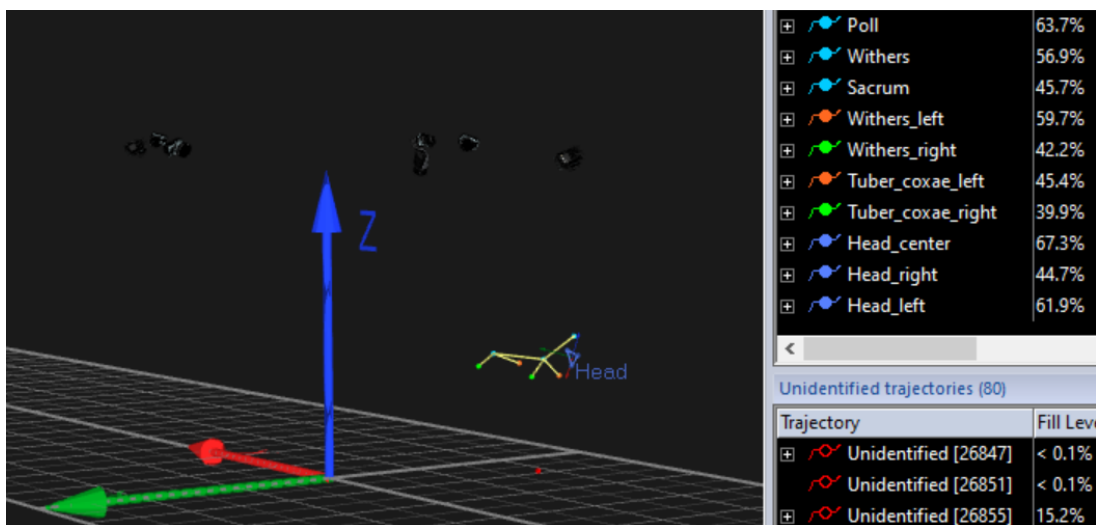 Z
Head
Poll 63.7%
Withers 56.9%
Sacrum 45.7%
Withers_left 59.7%
Withers_right 42.2%
Tuber_coxae_left 45.4%
Tuber_coxae_right 39.9%
Head_center 67.3%
Head_right 44.7%
Head_left 61.9%
Unidentified trajectories (80)
Trajectory Fill Leve
Unidentified [26847] < 0.1%
Unidentified [26851] < 0.1%
Unidentified [26855] 15.2%